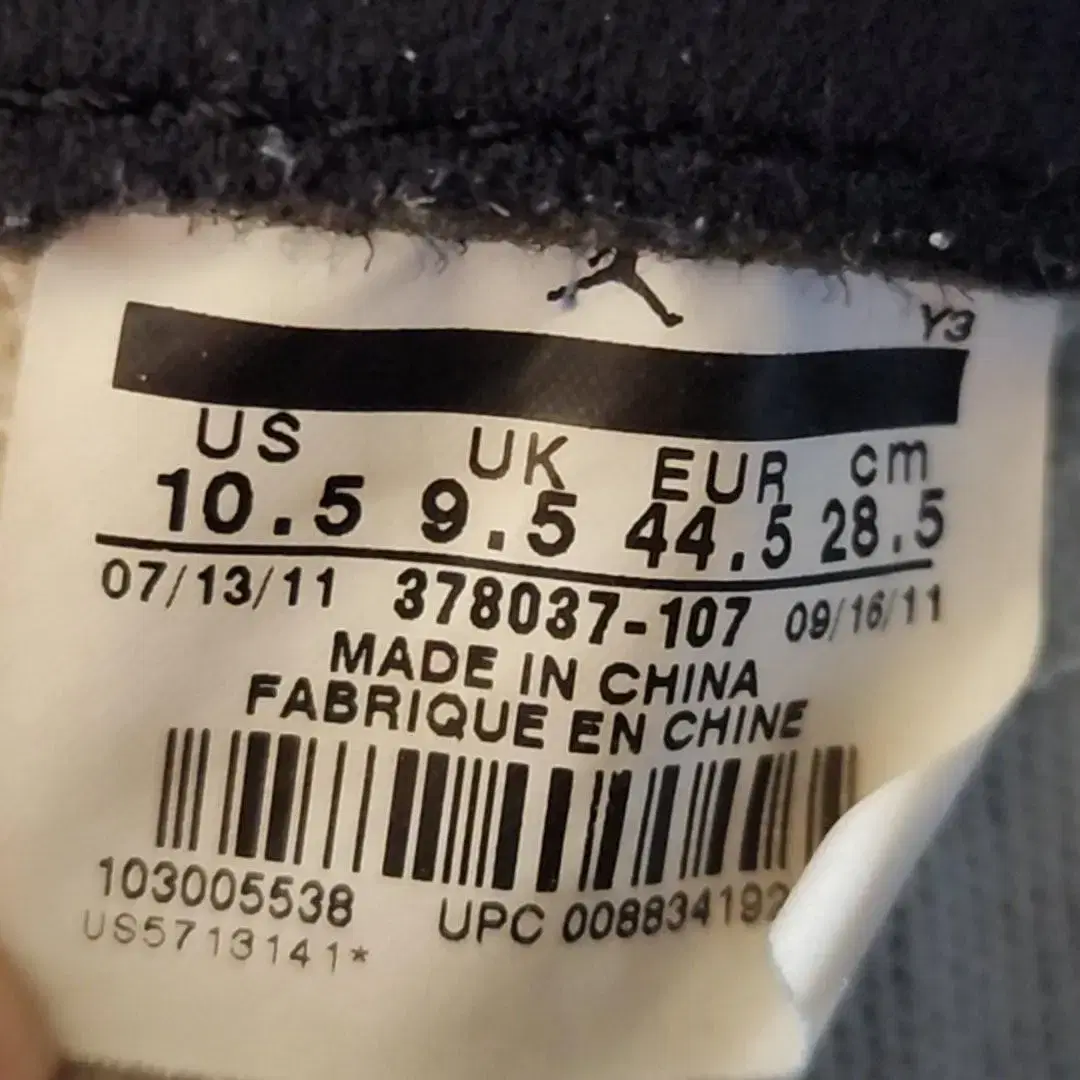 Y3
US UK EUR cm
10.5 9.5 44.5 28.5
07/13/11 378037-107 09/16/11
MADE IN CHINA
FABRIQUE EN CHINE
103005538 UPC 008834192
US5713141*